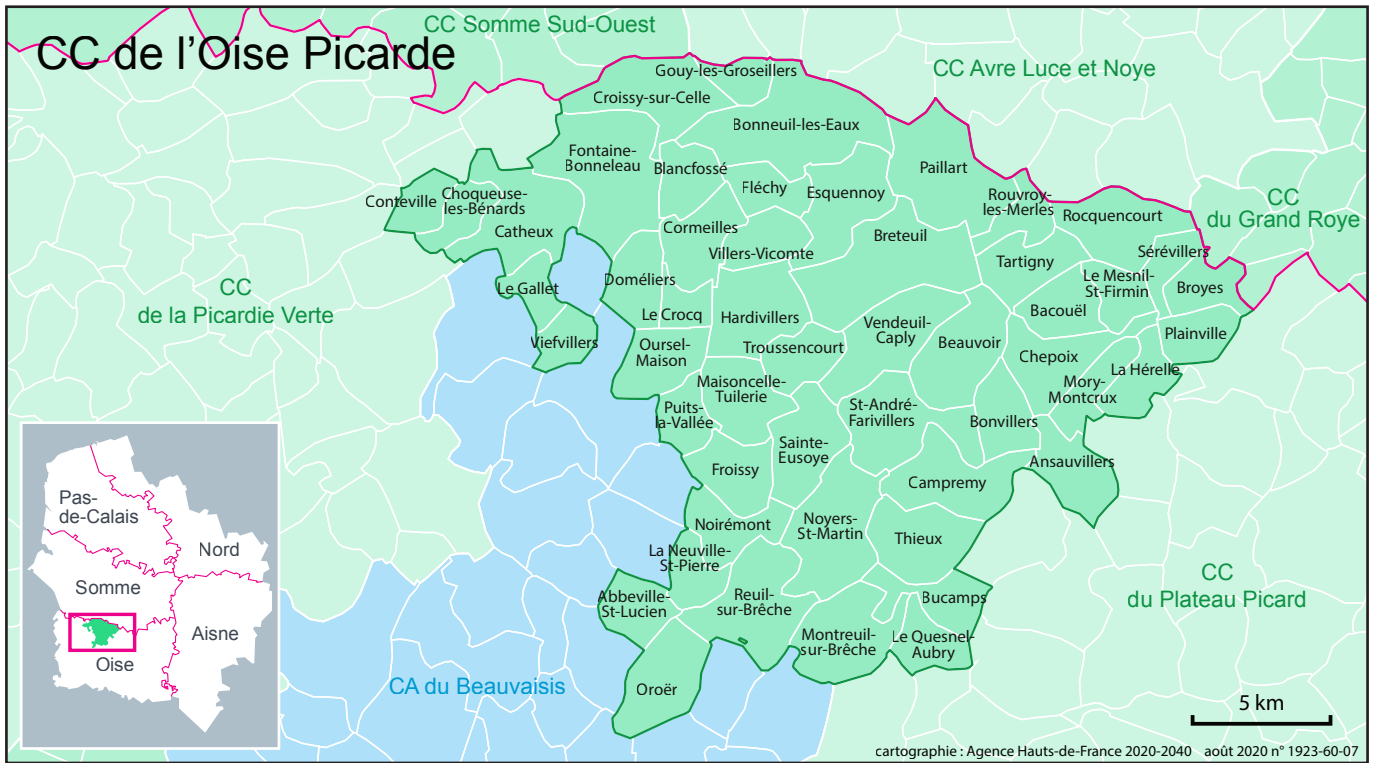 CC de l'Oise Picarde
CC Somme Sud-Ouest
CC Avre Luce et Noye
CC
du Grand Roye
CC
de la Picardie Verte
CC
du Plateau Picard
CA du Beauvaisis
Gouy-les-Groseillers
Croissy-sur-Celle
Bonneuil-les-Eaux
Fontaine-
Bonneleau
Blancfossé
Paillart
Fléchy
Esquennoy
Conteville
Choqueuse-
les-Bénards
Rouvroy-
les-Merles
Rocquencourt
Catheux
Cormeilles
Breteuil
Villers-Vicomte
Sérévillers
Tartigny
Le Mesnil-
St-Firmin
Broyes
Le Gallet
Doméliers
Bacouël
Le Crocq
Hardivillers
Vendeuil-
Caply
Plainville
Viefvillers
Oursel-
Maison
Troussencourt
Beauvoir
Chepoix
La Hérelle
Maisoncelle-
Tuilerie
Mory-
Montcrux
Puits-
la-Vallée
St-André-
Farivillers
Bonvillers
Sainte-
Eusoye
Froissy
Ansauvillers
Campremy
Noirémont
Noyers-
St-Martin
Thieux
La Neuville-
St-Pierre
Abbeville-
St-Lucien
Reuil-
sur-Brêche
Bucamps
Montreuil-
sur-Brêche
Le Quesnel-
Aubry
Oroër
Pas-
de-Calais
Nord
Somme
Aisne
Oise
5 km
cartographie : Agence Hauts-de-France 2020-2040 août 2020 n° 1923-60-07